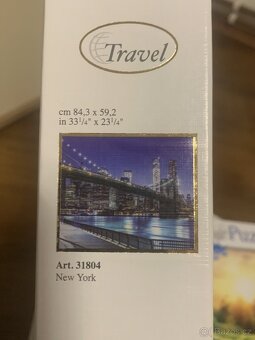 Travel
cm 84,3 x 59,2
in 33¹/₄" x 23¹/₄"
Art. 31804
New York